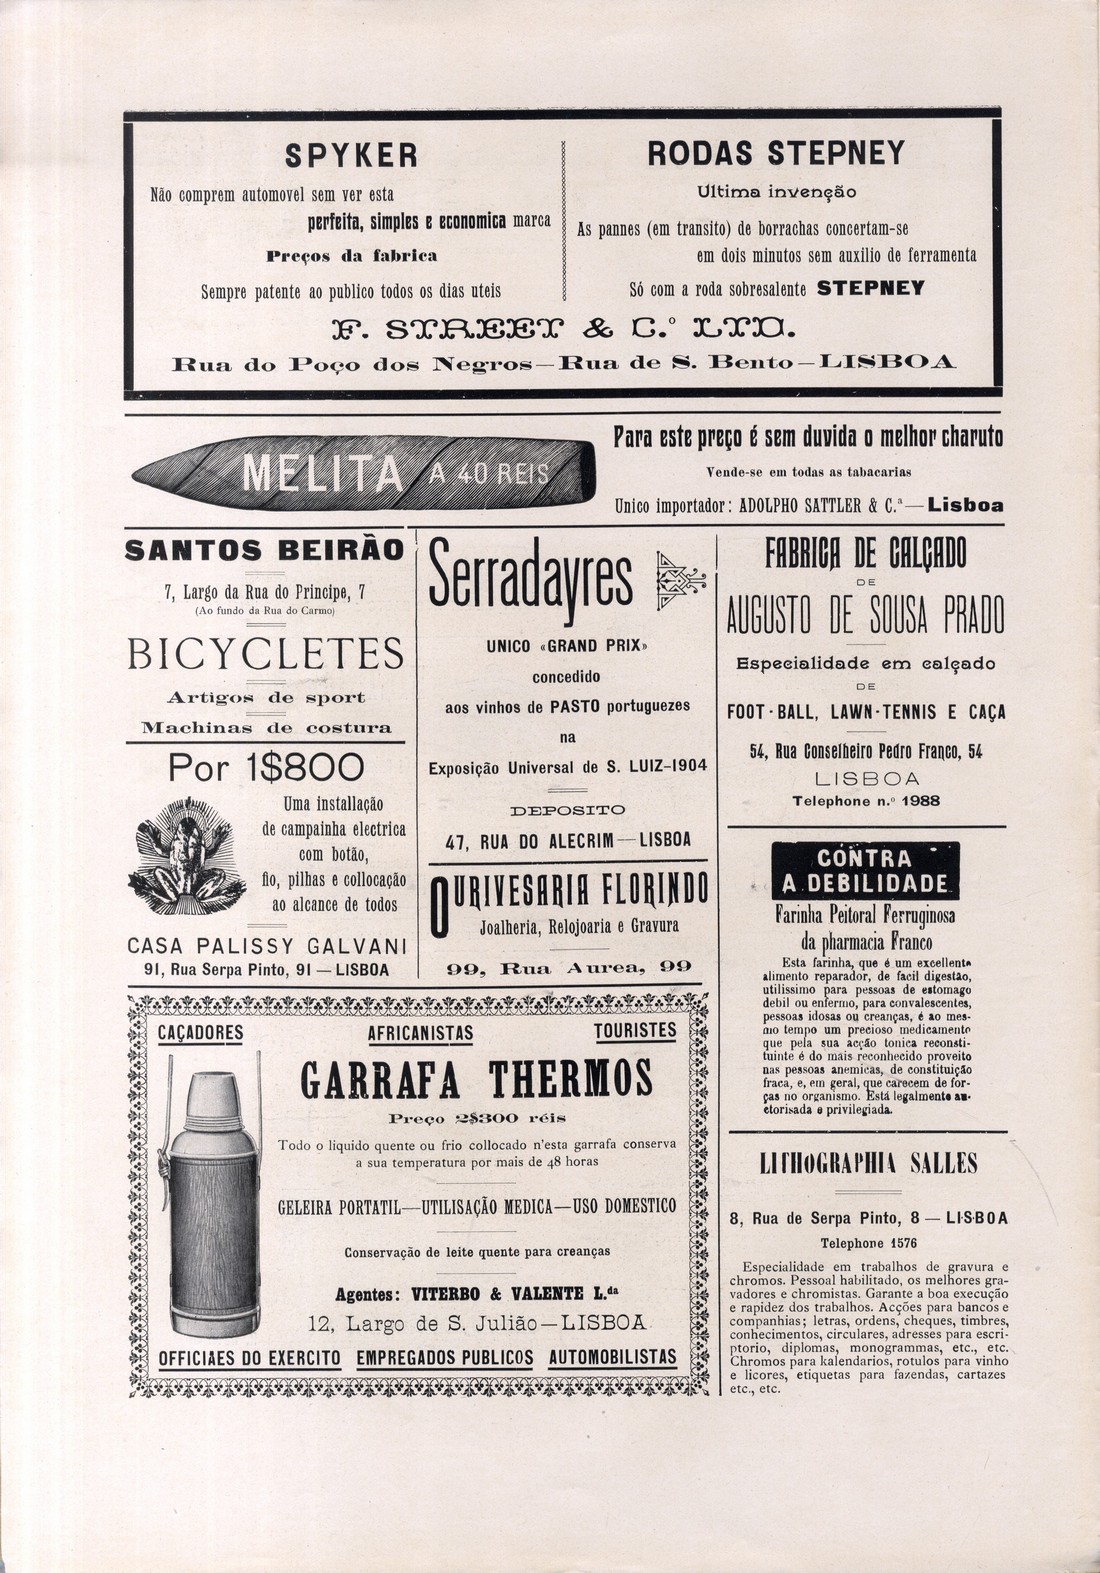 SPYKER
Não comprem automovel sem ver esta
perfeita, simples e economica marca
Preços da fabrica
Sempre patente ao publico todos os dias uteis
RODAS STEPNEY
Ultima invenção
As pannes (em transito) de borrachas concertam-se
em dois minutos sem auxilio de ferramenta
Só com a roda sobresalente STEPNEY
F. STREET & C.º LTD.
Rua do Poço dos Negros—Rua de S. Bento—LISBOA
MELITA A 40 REIS
Para este preço é sem duvida o melhor charuto
Vende-se em todas as tabacarias
Unico importador: ADOLPHO SATTLER & C.ª—Lisboa
SANTOS BEIRÃO
7, Largo da Rua do Principe, 7
(Ao fundo da Rua do Carmo)
BICYCLETES
Artigos de sport
Machinas de costura
Por 1$800
Uma installação
de campainha electrica
com botão,
fio, pilhas e collocação
ao alcance de todos
CASA PALISSY GALVANI
91, Rua Serpa Pinto, 91 — LISBOA
Serradayres
UNICO «GRAND PRIX»
concedido
aos vinhos de PASTO portuguezes
na
Exposição Universal de S. LUIZ-1904
DEPOSITO
47, RUA DO ALECRIM — LISBOA
OURIVESARIA FLORINDO
Joalheria, Relojoaria e Gravura
99, Rua Aurea, 99
FABRICA DE CALÇADO
DE
AUGUSTO DE SOUSA PRADO
Especialidade em calçado
DE
FOOT-BALL, LAWN-TENNIS E CAÇA
54, Rua Conselheiro Pedro Franco, 54
LISBOA
Telephone n.º 1988
CONTRA
A DEBILIDADE
Farinha Peitoral Ferruginosa
da pharmacia Franco
Esta farinha, que é um excellente
alimento reparador, de facil digestão,
utilissimo para pessoas de estomago
debil ou enfermo, para convalescentes,
pessoas idosas ou creanças, é ao mes-
mo tempo um precioso medicamento
que pela sua acção tonica reconsti-
tuinte é do mais reconhecido proveito
nas pessoas anemicas, de constituição
fraca, e, em geral, que carecem de for-
ças no organismo. Está legalmente au-
ctorisada e privilegiada.
CAÇADORES AFRICANISTAS TOURISTES
GARRAFA THERMOS
Preço 2$300 réis
Todo o liquido quente ou frio collocado n'esta garrafa conserva
a sua temperatura por mais de 48 horas
GELEIRA PORTATIL—UTILISAÇÃO MEDICA—USO DOMESTICO
Conservação de leite quente para creanças
Agentes: VITERBO & VALENTE L.da
12, Largo de S. Julião—LISBOA
OFFICIAES DO EXERCITO EMPREGADOS PUBLICOS AUTOMOBILISTAS
LITHOGRAPHIA SALLES
8, Rua de Serpa Pinto, 8 — LISBOA
Telephone 1576
Especialidade em trabalhos de gravura e
chromos. Pessoal habilitado, os melhores gra-
vadores e chromistas. Garante a boa execução
e rapidez dos trabalhos. Acções para bancos e
companhias; letras, ordens, cheques, timbres,
conhecimentos, circulares, adresses para escri-
ptorio, diplomas, monogrammas, etc., etc.
Chromos para kalendarios, rotulos para vinho
e licores, etiquetas para fazendas, cartazes
etc., etc.